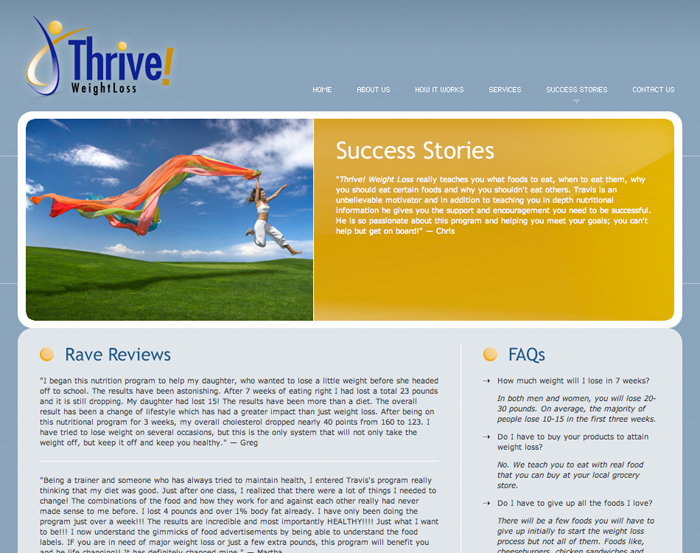 Thrive!
WeightLoss
HOME ABOUT US HOW IT WORKS SERVICES SUCCESS STORIES CONTACT US
Success Stories
"Thrive! Weight Loss really teaches you what foods to eat, when to eat them, why
you should eat certain foods and why you shouldn't eat others. Travis is an
unbelievable motivator and in addition to teaching you in depth nutritional
information he gives you the support and encouragement you need to be successful.
He is so passionate about this program and helping you meet your goals; you can't
help but get on board!" — Chris
Rave Reviews
"I began this nutrition program to help my daughter, who wanted to lose a little weight before she headed
off to school. The results have been astonishing. After 7 weeks of eating right I had lost a total 23 pounds
and it is still dropping. My daughter had lost 15! The results have been more than a diet. The overall
result has been a change of lifestyle which has had a greater impact than just weight loss. After being on
this nutritional program for 3 weeks, my overall cholesterol dropped nearly 40 points from 160 to 123. I
have tried to lose weight on several occasions, but this is the only system that will not only take the
weight off, but keep it off and keep you healthy." — Greg
"Being a trainer and someone who has always tried to maintain health, I entered Travis's program really
thinking that my diet was good. Just after one class, I realized that there were a lot of things I needed to
change! The combinations of the food and how they work for and against each other really had never
made sense to me before. I lost 4 pounds and over 1% body fat already. I have only been doing the
program just over a week!!! The results are incredible and most importantly HEALTHY!!!! Just what I want to
be!!! I now understand the gimmicks of food advertisements by being able to understand the food
labels. IF you are in need of major weight loss or just a few extra pounds, this program will benefit you
and be life changing!! It has definitely changed mine." — Martha
FAQs
How much weight will I lose in 7 weeks?
In both men and women, you will lose 20-
30 pounds. On average, the majority of
people lose 10-15 in the first three weeks.
Do I have to buy your products to attain
weight loss?
No. We teach you to eat with real food
that you can buy at your local grocery
store.
Do I have to give up all the foods I love?
There will be a few foods you will have to
give up initially to start the weight loss
process but not all of them. Foods like,
cheeseburgers, chicken sandwiches and